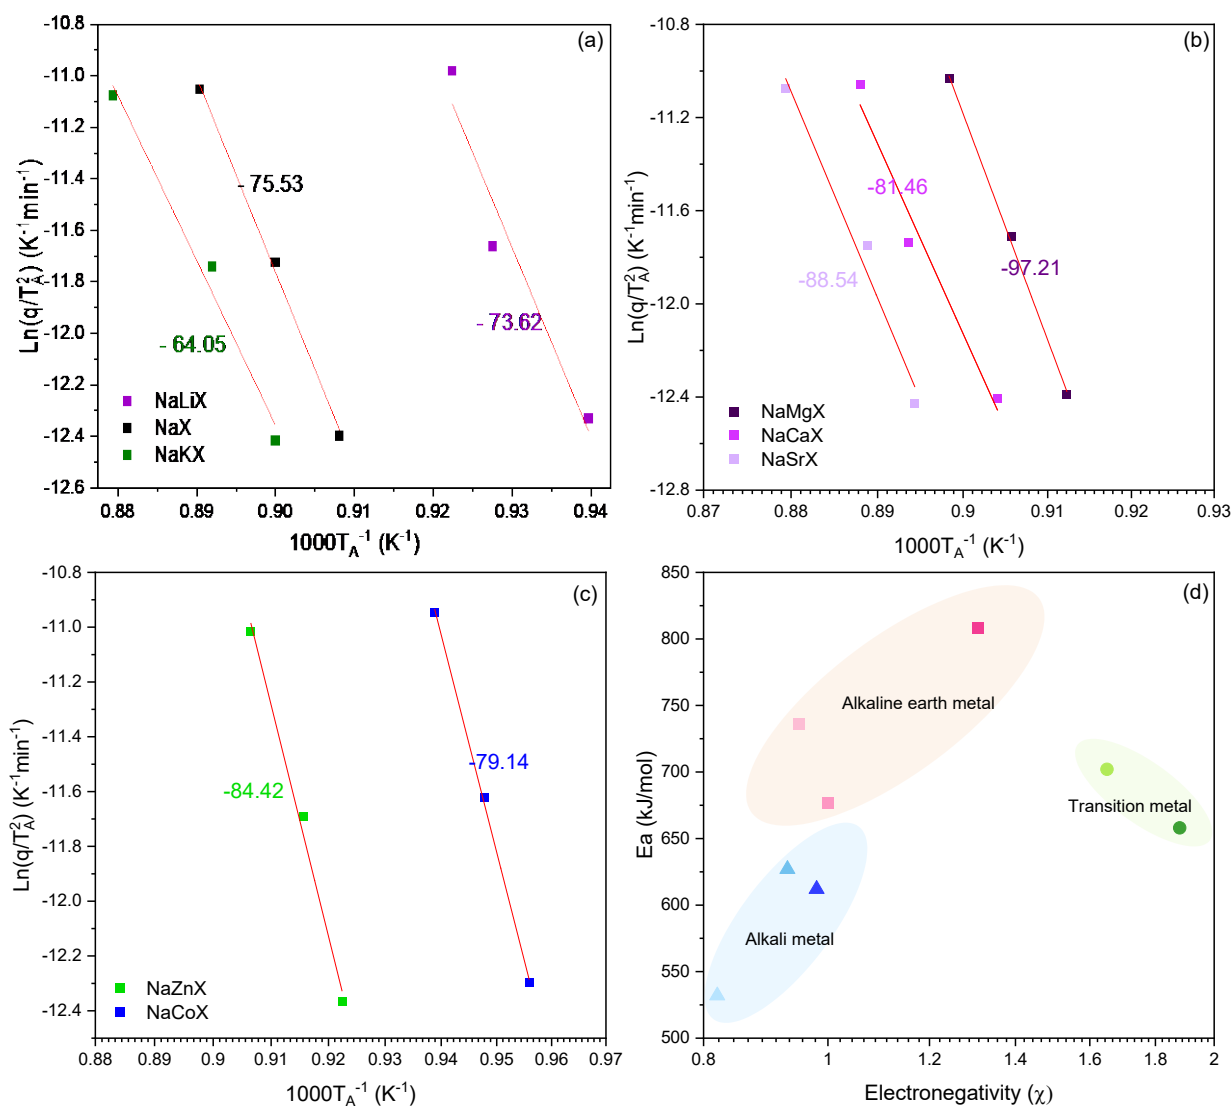 (a)
-10.8
-11.0
-11.2
-11.4
-11.6
-11.8
-12.0
-12.2
-12.4
-12.6
Ln(q/T²A) (K⁻¹min⁻¹)
- 75.53
- 73.62
- 64.05
NaLiX
NaX
NaKX
0.88 0.89 0.90 0.91 0.92 0.93 0.94
1000TA⁻¹ (K⁻¹)
(b)
-10.8
-11.2
-11.6
-12.0
-12.4
-12.8
Ln(q/T²A) (K⁻¹min⁻¹)
-81.46
-97.21
-88.54
NaMgX
NaCaX
NaSrX
0.87 0.88 0.89 0.9 0.91 0.92 0.93
1000TA⁻¹ (K⁻¹)
(c)
-10.8
-11.0
-11.2
-11.4
-11.6
-11.8
-12.0
-12.2
-12.4
Ln(q/T²A) (K⁻¹min⁻¹)
-79.14
-84.42
NaZnX
NaCoX
0.88 0.89 0.9 0.91 0.92 0.93 0.94 0.95 0.96 0.97
1000TA⁻¹ (K⁻¹)
(d)
850
800
750
700
650
600
550
500
Ea (kJ/mol)
Alkaline earth metal
Transition metal
Alkali metal
0.8 1 1.2 1.4 1.6 1.8 2
Electronegativity (χ)